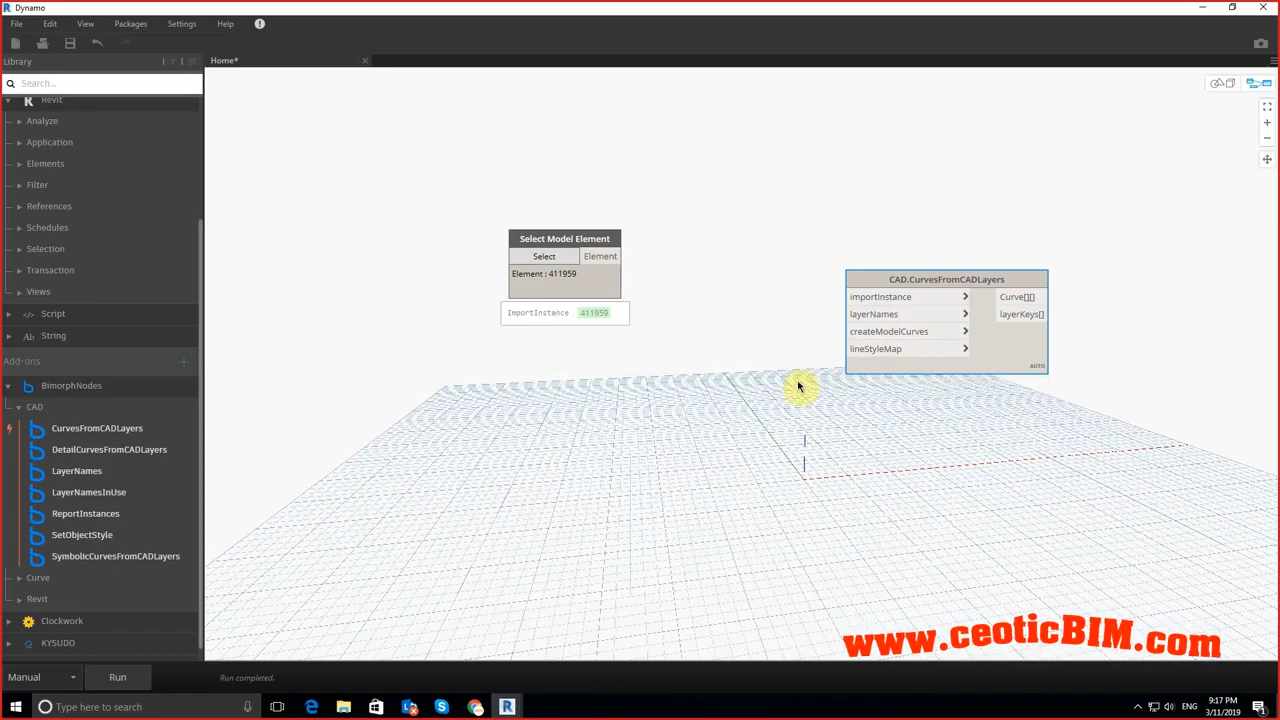 Dynamo
File Edit View Packages Settings Help
Library
Home*
Search...
Revit
Analyze
Application
Elements
Filter
References
Schedules
Selection
Transaction
Views
Script
Ab String
Add-ons
BimorphNodes
CAD
CurvesFromCADLayers
DetailCurvesFromCADLayers
LayerNames
LayerNamesInUse
ReportInstances
SetObjectStyle
SymbolicCurvesFromCADLayers
Curve
Revit
Clockwork
KYSUDO
Select Model Element
Select Element
Element : 411959
ImportInstance 411959
CAD.CurvesFromCADLayers
importInstance > Curve[][]
layerNames > layerKeys[]
createModelCurves >
lineStyleMap >
AUTO
www.ceoticBIM.com
Manual Run Run completed.
Type here to search
ENG
9:17 PM
3/11/2019
1